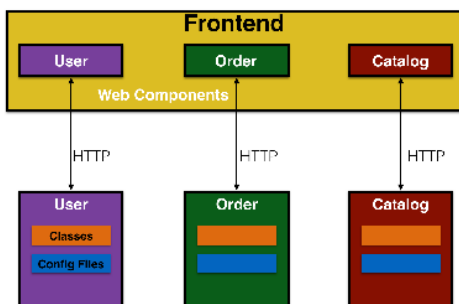 Frontend
User Order Catalog
Web Components
HTTP HTTP HTTP
User Order Catalog
Classes
Config Files